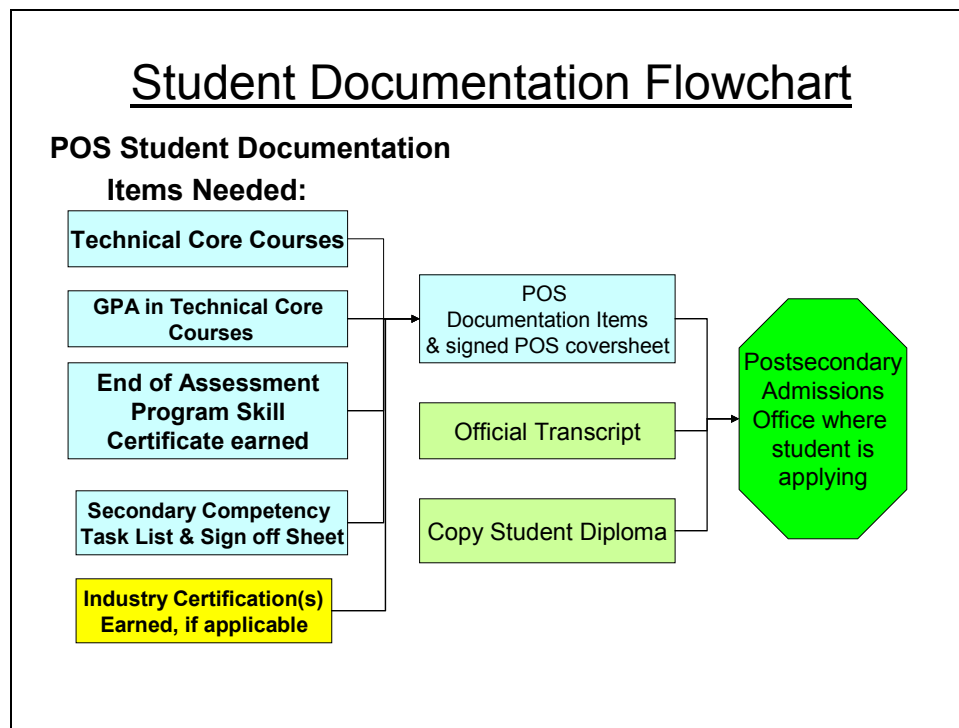 Student Documentation Flowchart
POS Student Documentation
Items Needed:
Technical Core Courses
GPA in Technical Core
Courses
End of Assessment
Program Skill
Certificate earned
Secondary Competency
Task List & Sign off Sheet
Industry Certification(s)
Earned, if applicable
POS
Documentation Items
& signed POS coversheet
Official Transcript
Copy Student Diploma
Postsecondary
Admissions
Office where
student is
applying